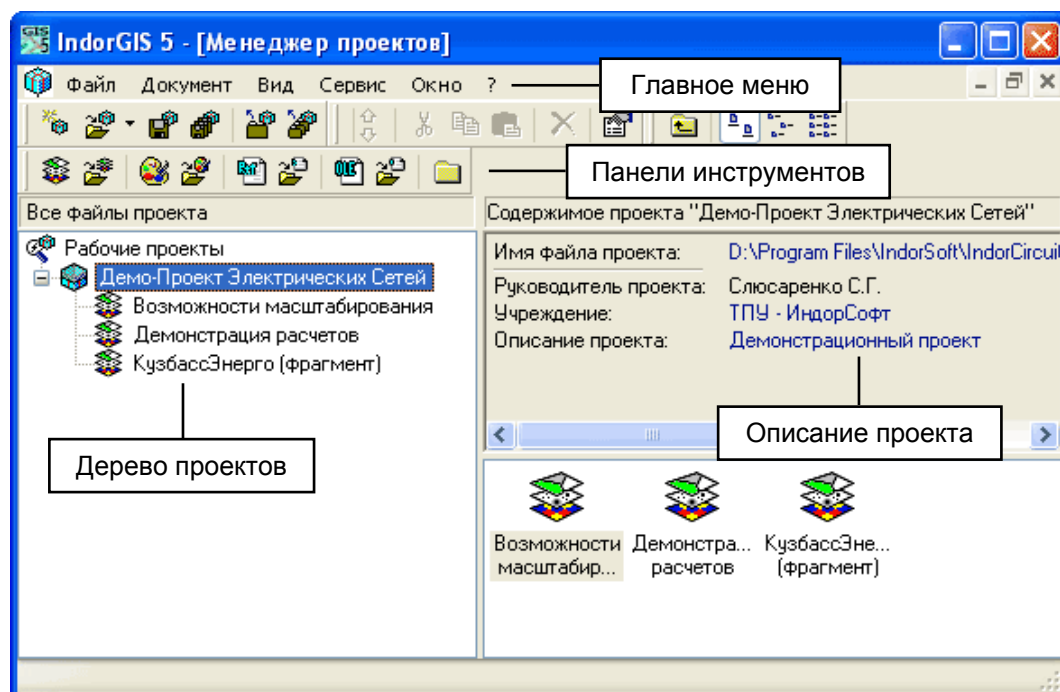 IndorGIS 5 - [Менеджер проектов]
Файл Документ Вид Сервис Окно ?
Главное меню
Панели инструментов
Все файлы проекта
Содержимое проекта "Демо-Проект Электрических Сетей"
Рабочие проекты
Демо-Проект Электрических Сетей
Возможности масштабирования
Демонстрация расчетов
КузбассЭнерго (фрагмент)
Дерево проектов
Имя файла проекта: D:\Program Files\IndorSoft\IndorCircui
Руководитель проекта: Слюсаренко С.Г.
Учреждение: ТПУ - ИндорСофт
Описание проекта: Демонстрационный проект
Описание проекта
Возможности масштабир...
Демонстра... расчетов
КузбассЭне... (фрагмент)